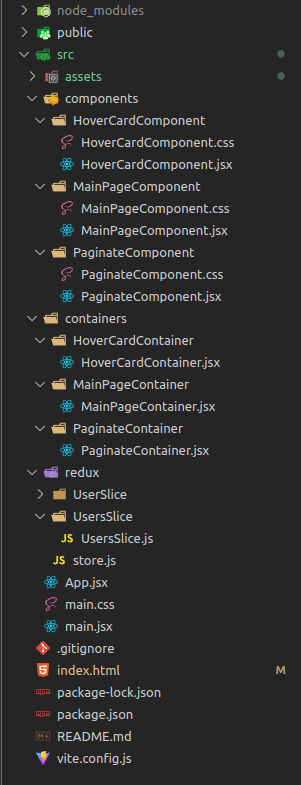 node_modules
public
src
assets
components
HoverCardComponent
HoverCardComponent.css
HoverCardComponent.jsx
MainPageComponent
MainPageComponent.css
MainPageComponent.jsx
PaginateComponent
PaginateComponent.css
PaginateComponent.jsx
containers
HoverCardContainer
HoverCardContainer.jsx
MainPageContainer
MainPageContainer.jsx
PaginateContainer
PaginateContainer.jsx
redux
UserSlice
UsersSlice
JS UsersSlice.js
JS store.js
App.jsx
main.css
main.jsx
.gitignore
index.html M
package-lock.json
package.json
README.md
vite.config.js